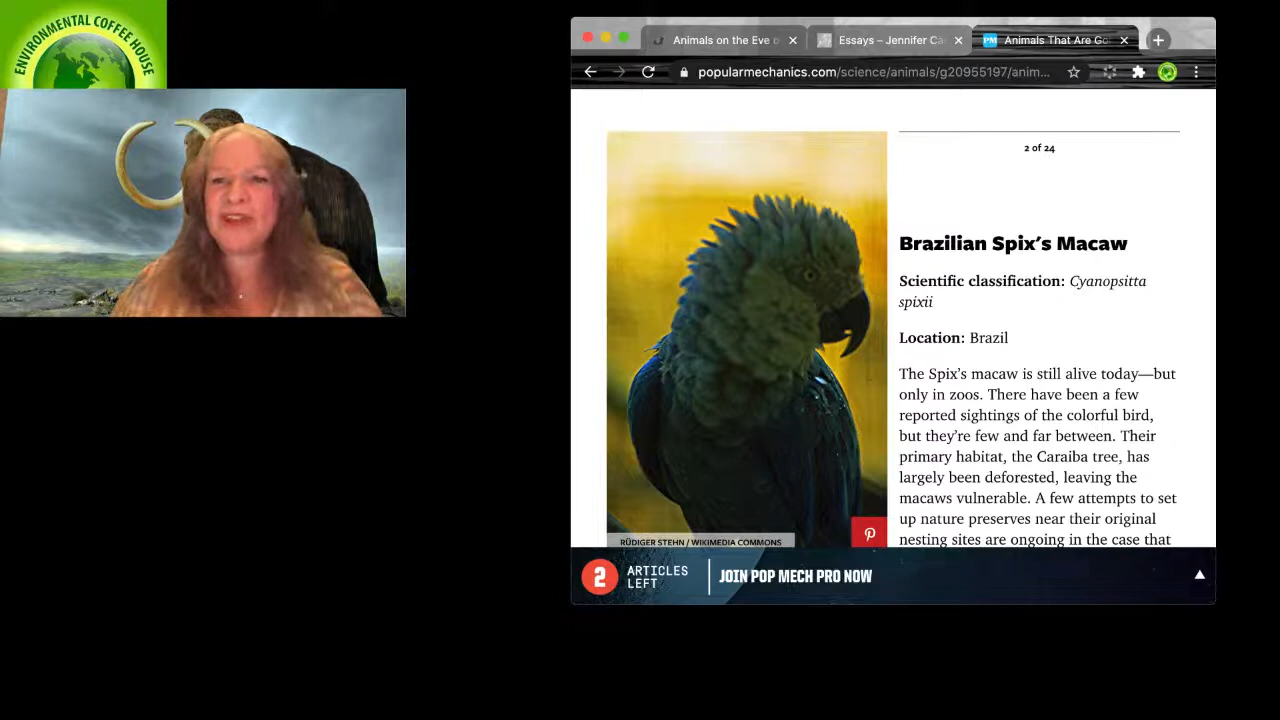 ENVIRONMENTAL COFFEE HOUSE
Animals on the Eve o
Essays – Jennifer Ca
PM
Animals That Are Go
popularmechanics.com/science/animals/g20955197/anim...
2 of 24
Brazilian Spix's Macaw
Scientific classification: Cyanopsitta
spixii
Location: Brazil
The Spix's macaw is still alive today—but
only in zoos. There have been a few
reported sightings of the colorful bird,
but they're few and far between. Their
primary habitat, the Caraiba tree, has
largely been deforested, leaving the
macaws vulnerable. A few attempts to set
up nature preserves near their original
nesting sites are ongoing in the case that
RÜDIGER STEHN / WIKIMEDIA COMMONS
2 ARTICLES
LEFT
JOIN POP MECH PRO NOW